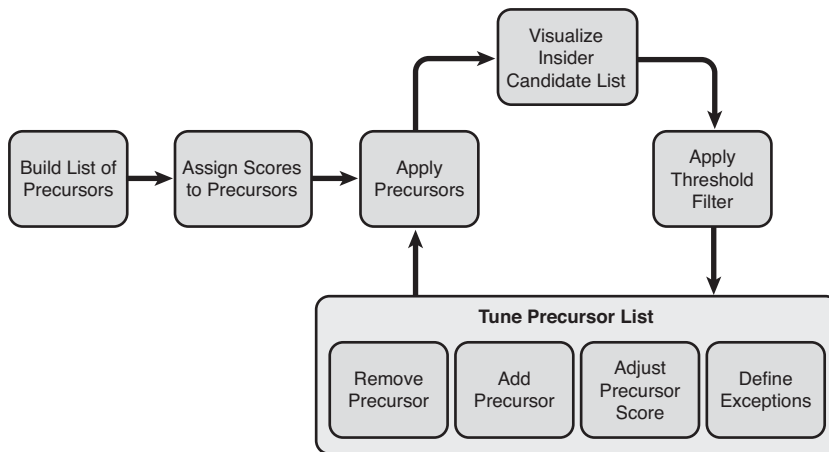 Visualize
Insider
Candidate List
Build List of
Precursors
Assign Scores
to Precursors
Apply
Precursors
Apply
Threshold
Filter
Tune Precursor List
Remove
Precursor
Add
Precursor
Adjust
Precursor
Score
Define
Exceptions